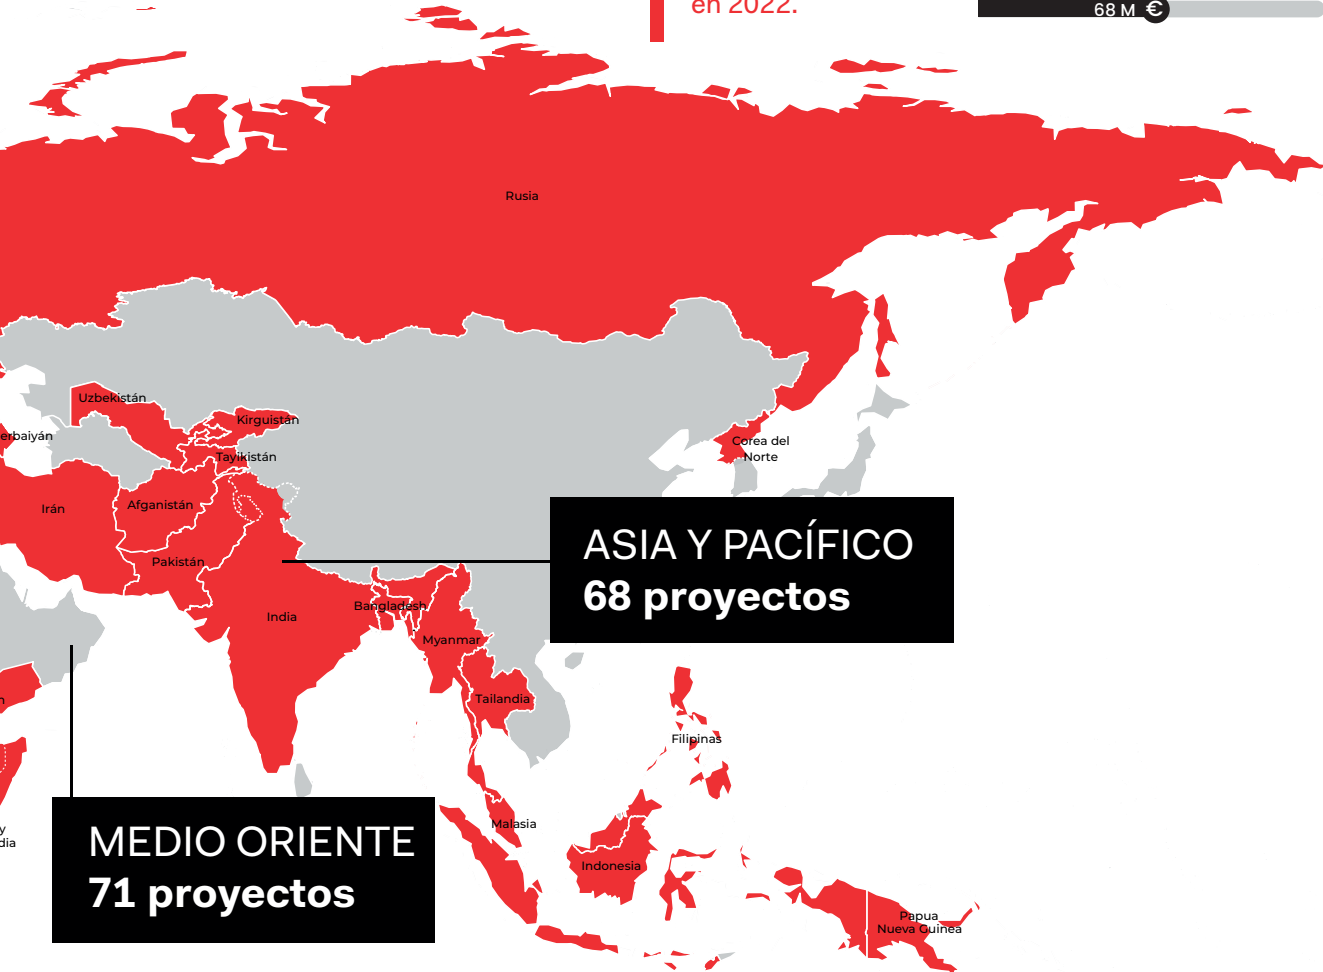 en 2022.
68 M €
Rusia
Uzbekistán
Kirguistán
erbaiyán
Tayikistán
Corea del
Norte
Irán
Afganistán
Pakistán
ASIA Y PACÍFICO
68 proyectos
India
Bangladesh
Myanmar
Tailandia
n
Filipinas
Malasia
y
dia
MEDIO ORIENTE
71 proyectos
Indonesia
Papua
Nueva Guinea